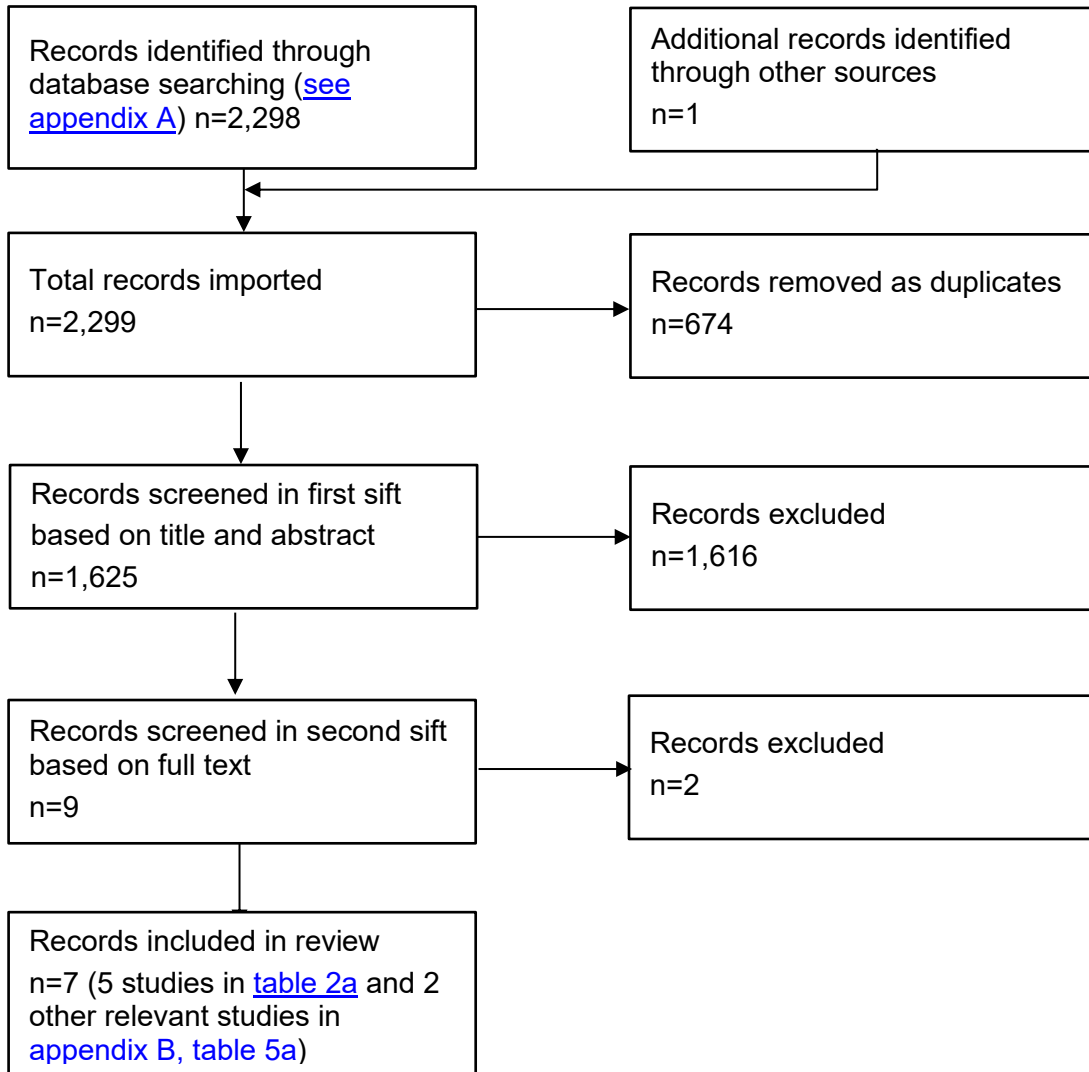 Records identified through
database searching (see
appendix A) n=2,298
Additional records identified
through other sources
n=1
Total records imported
n=2,299
Records removed as duplicates
n=674
Records screened in first sift
based on title and abstract
n=1,625
Records excluded
n=1,616
Records screened in second sift
based on full text
n=9
Records excluded
n=2
Records included in review
n=7 (5 studies in table 2a and 2
other relevant studies in
appendix B, table 5a)